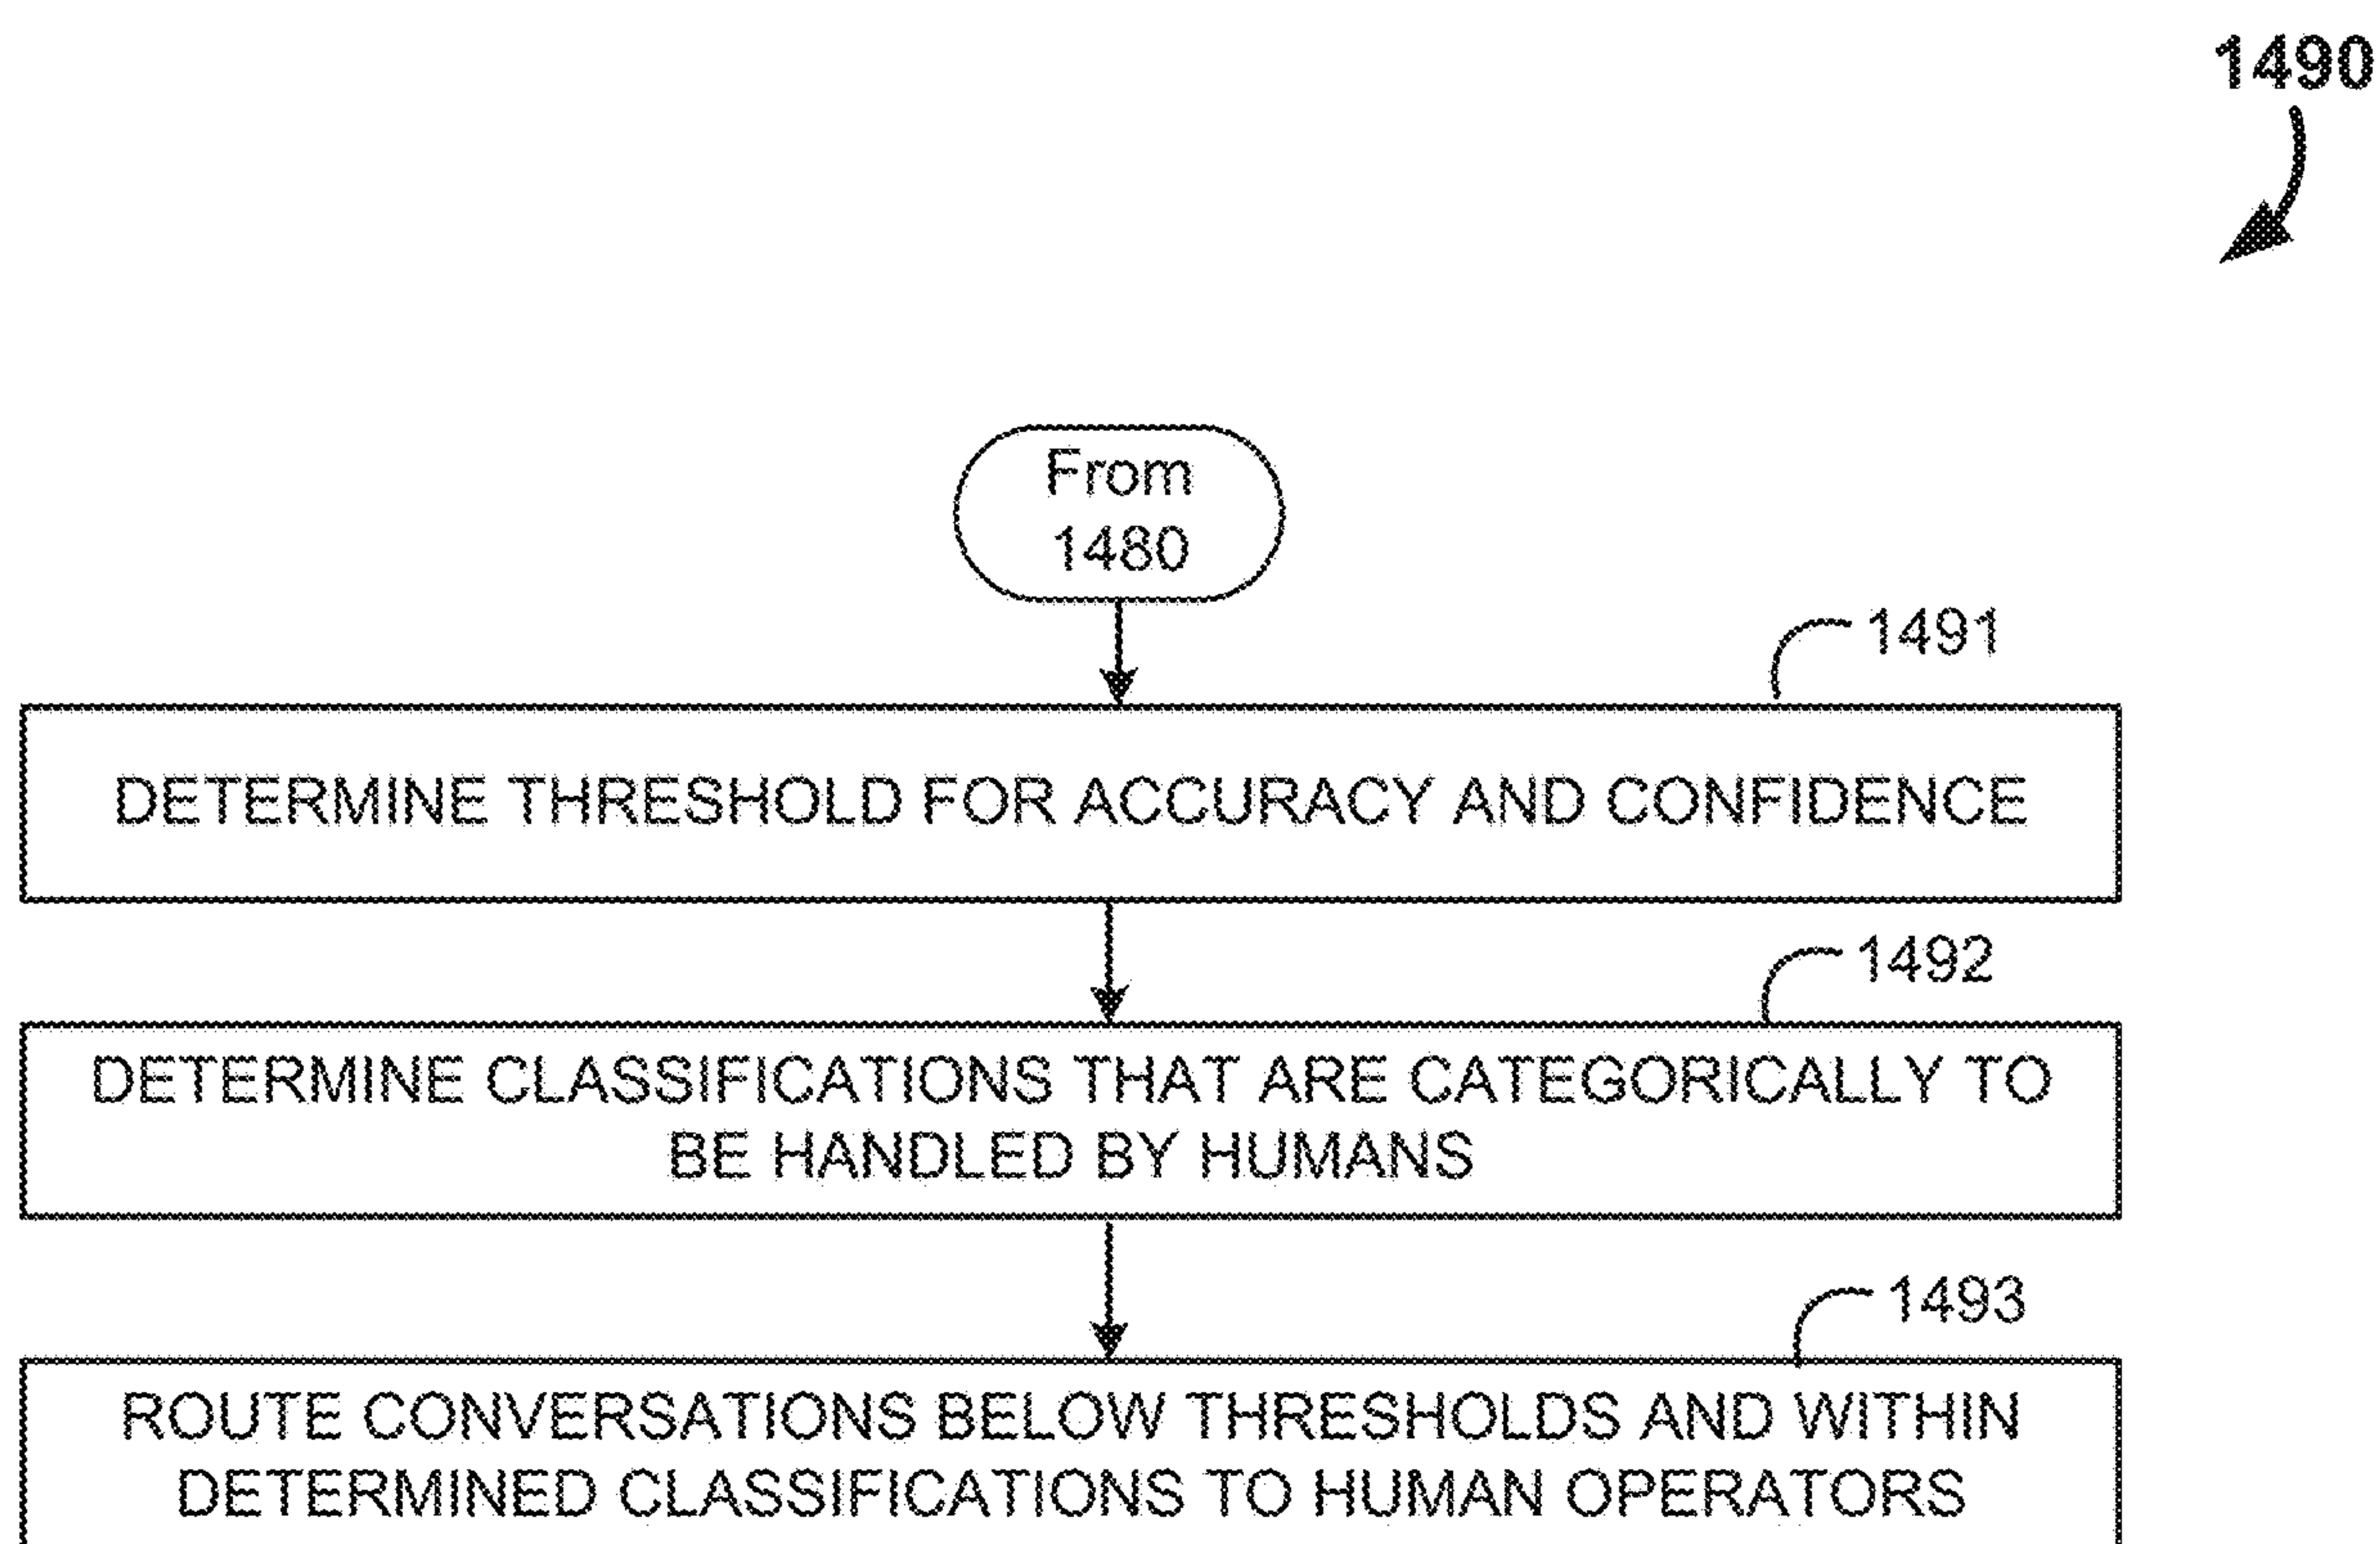 1490
From
1480
1491
DETERMINE THRESHOLD FOR ACCURACY AND CONFIDENCE
1492
DETERMINE CLASSIFICATIONS THAT ARE CATEGORICALLY TO
BE HANDLED BY HUMANS
1493
ROUTE CONVERSATIONS BELOW THRESHOLDS AND WITHIN
DETERMINED CLASSIFICATIONS TO HUMAN OPERATORS